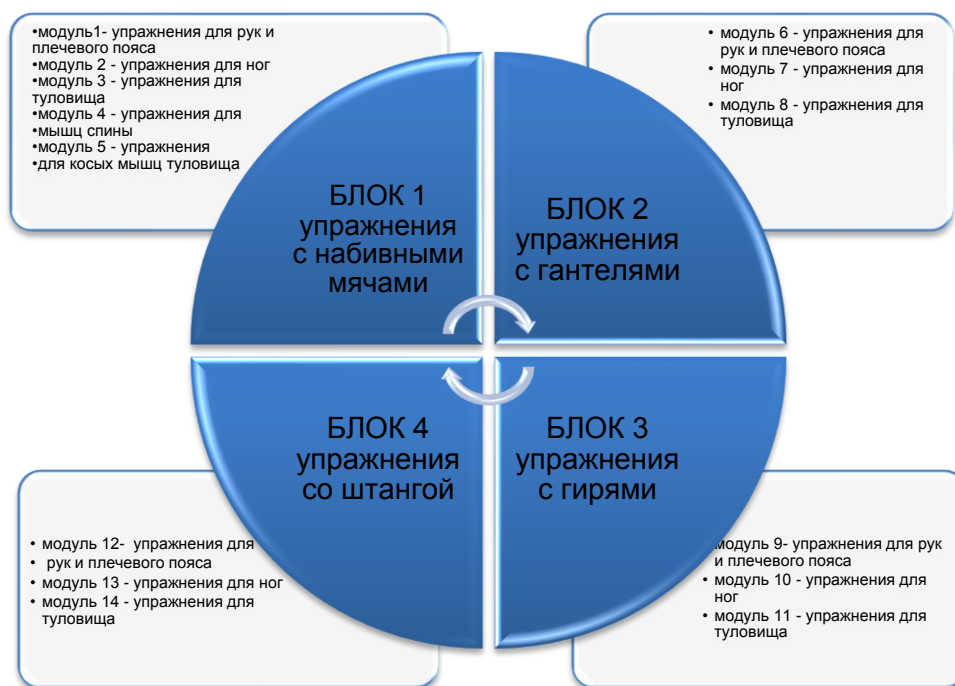 •модуль1- упражнения для рук и
плечевого пояса
•модуль 2 - упражнения для ног
•модуль 3 - упражнения для
туловища
•модуль 4 - упражнения для
•мышц спины
•модуль 5 - упражнения
•для косых мышц туловища
• модуль 6 - упражнения для
рук и плечевого пояса
• модуль 7 - упражнения для
ног
• модуль 8 - упражнения для
туловища
БЛОК 1
упражнения
с набивными
мячами
БЛОК 2
упражнения
с гантелями
БЛОК 4
упражнения
со штангой
БЛОК 3
упражнения
с гирями
• модуль 12- упражнения для
• рук и плечевого пояса
• модуль 13 - упражнения для ног
• модуль 14 - упражнения для
туловища
модуль 9- упражнения для рук
и плечевого пояса
• модуль 10 - упражнения для
ног
• модуль 11 - упражнения для
туловища